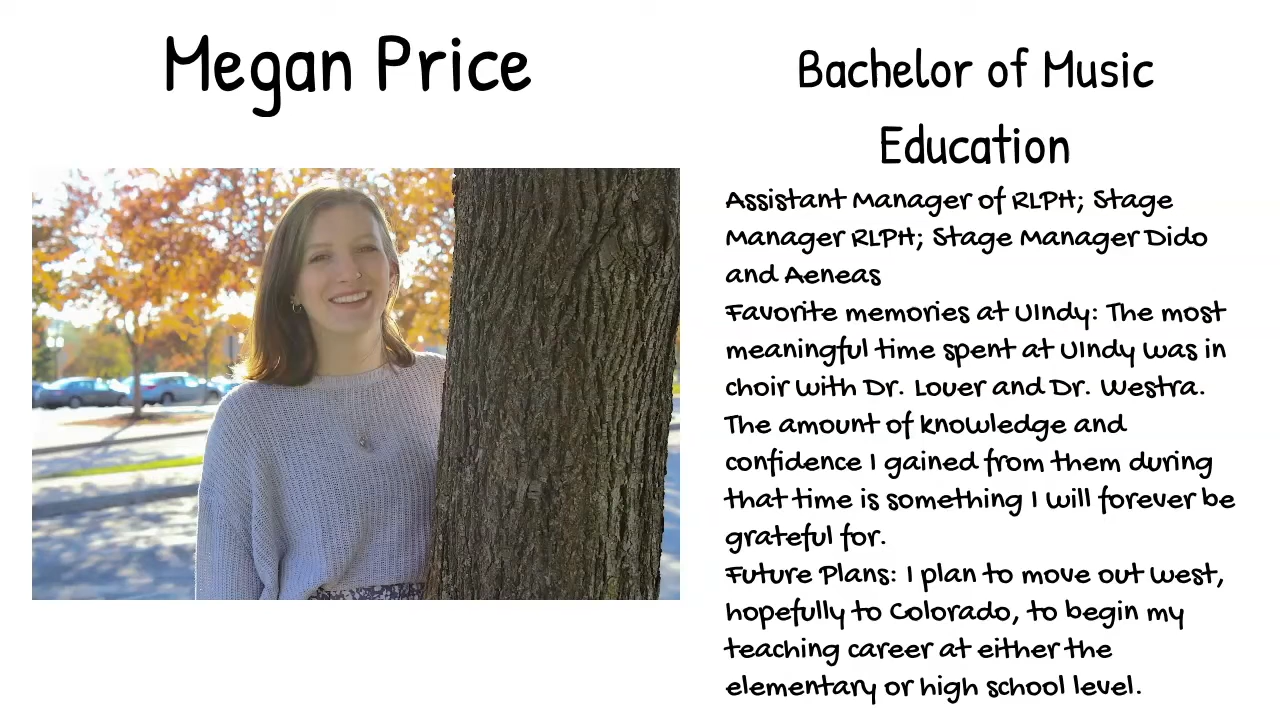 Megan Price
Bachelor of Music
Education
Assistant Manager of RLPH; Stage
Manager RLPH; Stage Manager Dido
and Aeneas
Favorite memories at UIndy: The most
meaningful time spent at UIndy was in
choir with Dr. Louer and Dr. Westra.
The amount of knowledge and
confidence I gained from them during
that time is something I will forever be
grateful for.
Future Plans: I plan to move out west,
hopefully to Colorado, to begin my
teaching career at either the
elementary or high school level.